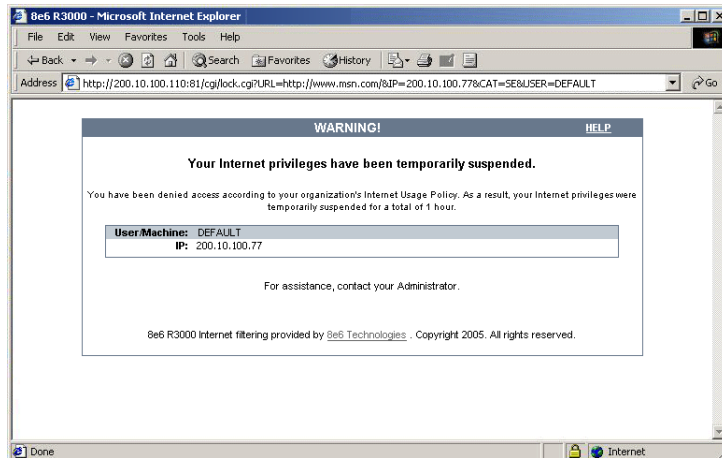 8e6 R3000 - Microsoft Internet Explorer
File Edit View Favorites Tools Help
Back Search Favorites History
Address http://200.10.100.110:81/cgi/lock.cgi?URL=http://www.msn.com/&IP=200.10.100.77&CAT=SE&USER=DEFAULT Go
WARNING! HELP
Your Internet privileges have been temporarily suspended.
You have been denied access according to your organization's Internet Usage Policy. As a result, your Internet privileges were
temporarily suspended for a total of 1 hour.
User/Machine: DEFAULT
IP: 200.10.100.77
For assistance, contact your Administrator.
8e6 R3000 Internet filtering provided by 8e6 Technologies . Copyright 2005. All rights reserved.
Done Internet